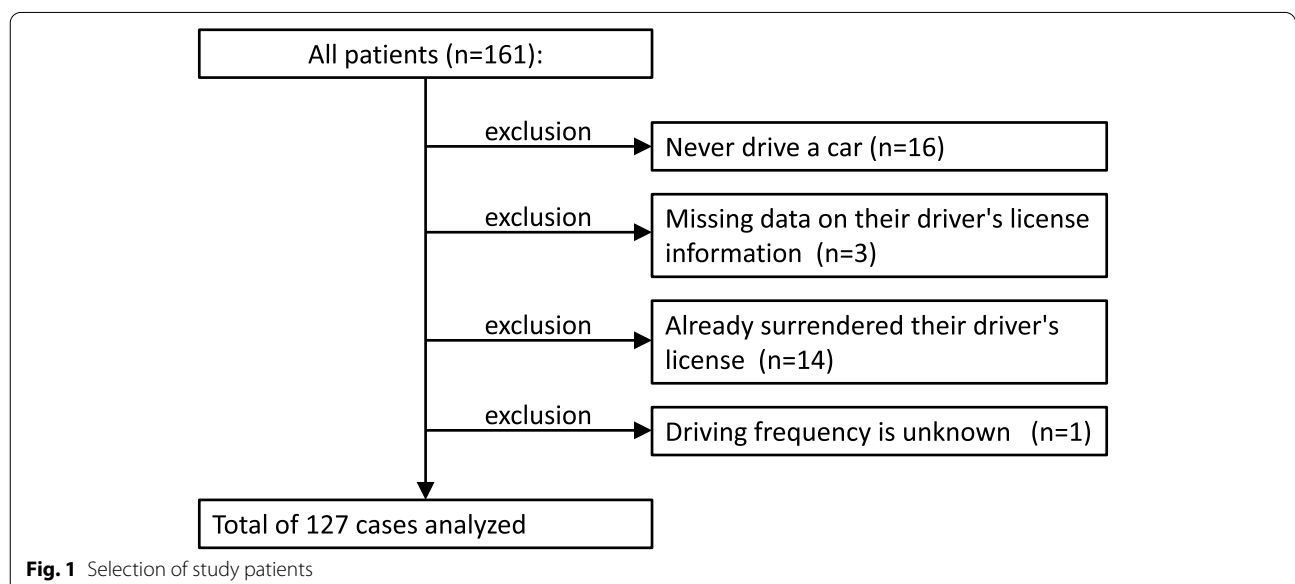 All patients (n=161):
exclusion
Never drive a car (n=16)
exclusion
Missing data on their driver's license
information (n=3)
exclusion
Already surrendered their driver's
license (n=14)
exclusion
Driving frequency is unknown (n=1)
Total of 127 cases analyzed
Fig. 1 Selection of study patients